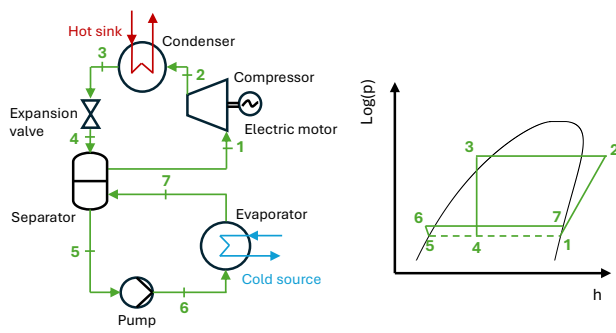 Hot sink
Condenser
3
2
Compressor
Expansion
valve
Electric motor
4
1
7
Separator
Evaporator
5
Cold source
6
Pump
Log(p)
3
2
6
7
5
4
1
h